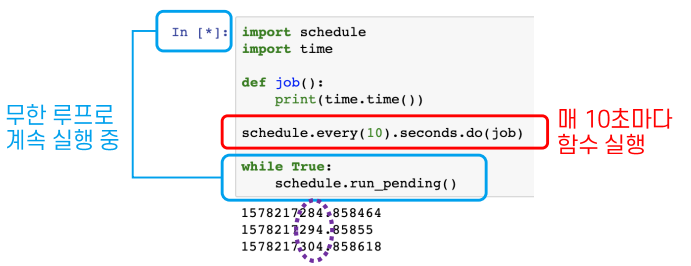 In [*]:
import schedule
import time
def job():
    print(time.time())
schedule.every(10).seconds.do(job)
while True:
    schedule.run_pending()
1578217284.858464
1578217294.85855
1578217304.858618
무한 루프로
계속 실행 중
매 10초마다
함수 실행